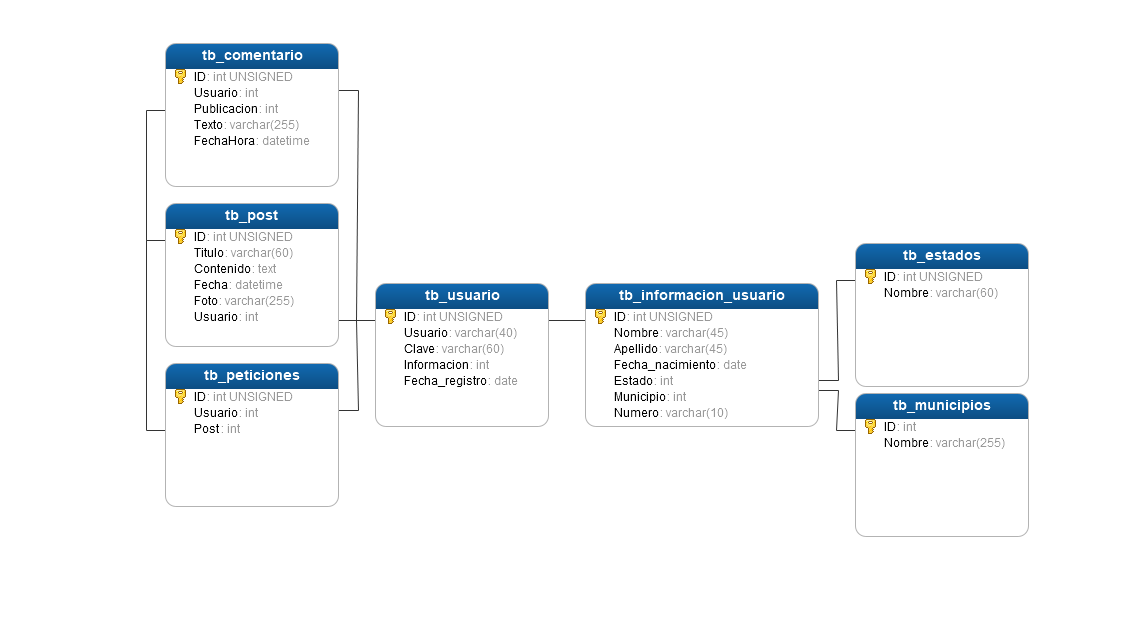 tb_comentario
ID: int UNSIGNED
Usuario: int
Publicacion: int
Texto: varchar(255)
FechaHora: datetime
tb_post
ID: int UNSIGNED
Titulo: varchar(60)
Contenido: text
Fecha: datetime
Foto: varchar(255)
Usuario: int
tb_peticiones
ID: int UNSIGNED
Usuario: int
Post: int
tb_usuario
ID: int UNSIGNED
Usuario: varchar(40)
Clave: varchar(60)
Informacion: int
Fecha_registro: date
tb_informacion_usuario
ID: int UNSIGNED
Nombre: varchar(45)
Apellido: varchar(45)
Fecha_nacimiento: date
Estado: int
Municipio: int
Numero: varchar(10)
tb_estados
ID: int UNSIGNED
Nombre: varchar(60)
tb_municipios
ID: int
Nombre: varchar(255)